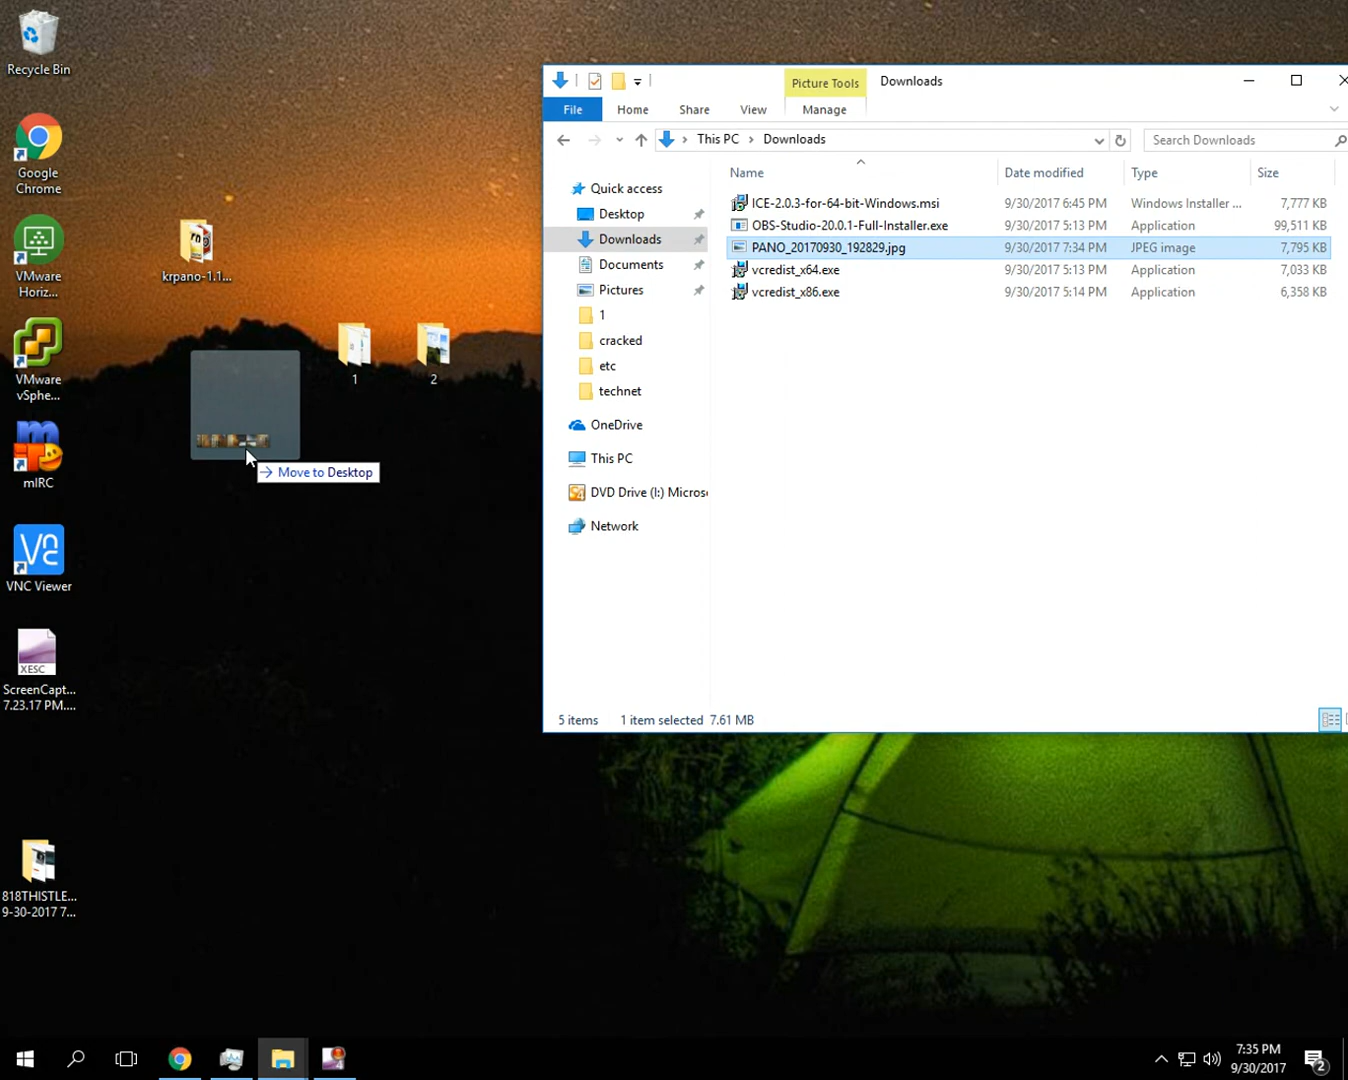 Recycle Bin
Google
Chrome
VMware
Horiz...
VMware
vSphe...
mIRC
VNC Viewer
XESC
ScreenCapt...
7.23.17 PM....
818THISTLE...
9-30-2017 7...
krpano-1.1...
1
2
Move to Desktop
Picture Tools
Downloads
File
Home
Share
View
Manage
This PC
Downloads
Search Downloads
Quick access
Desktop
Downloads
Documents
Pictures
1
cracked
etc
technet
OneDrive
This PC
DVD Drive (I:) Micros
Network
Name Date modified Type Size
ICE-2.0.3-for-64-bit-Windows.msi 9/30/2017 6:45 PM Windows Installer ... 7,777 KB
OBS-Studio-20.0.1-Full-Installer.exe 9/30/2017 5:13 PM Application 99,511 KB
PANO_20170930_192829.jpg 9/30/2017 7:34 PM JPEG image 7,795 KB
vcredist_x64.exe 9/30/2017 5:13 PM Application 7,033 KB
vcredist_x86.exe 9/30/2017 5:14 PM Application 6,358 KB
5 items 1 item selected 7.61 MB
7:35 PM
9/30/2017
2